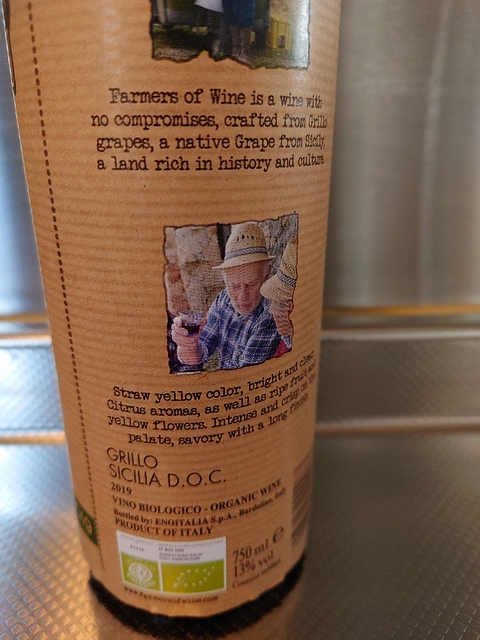 Farmers of Wine is a wine with
no compromises, crafted from Grillo
grapes, a native Grape from Sicily,
a land rich in history and culture
Straw yellow color, bright and clear
Citrus aromas, as well as ripe fruit
yellow flowers. Intense and crisp on
palate, savory with a long finish
GRILLO
SICILIA D.O.C.
2019
VINO BIOLOGICO - ORGANIC WINE
Bottled by: ENOITALIA S.p.A., Bardolino, Italy
PRODUCT OF ITALY
750 ml e
13% vol
Contains sulfites